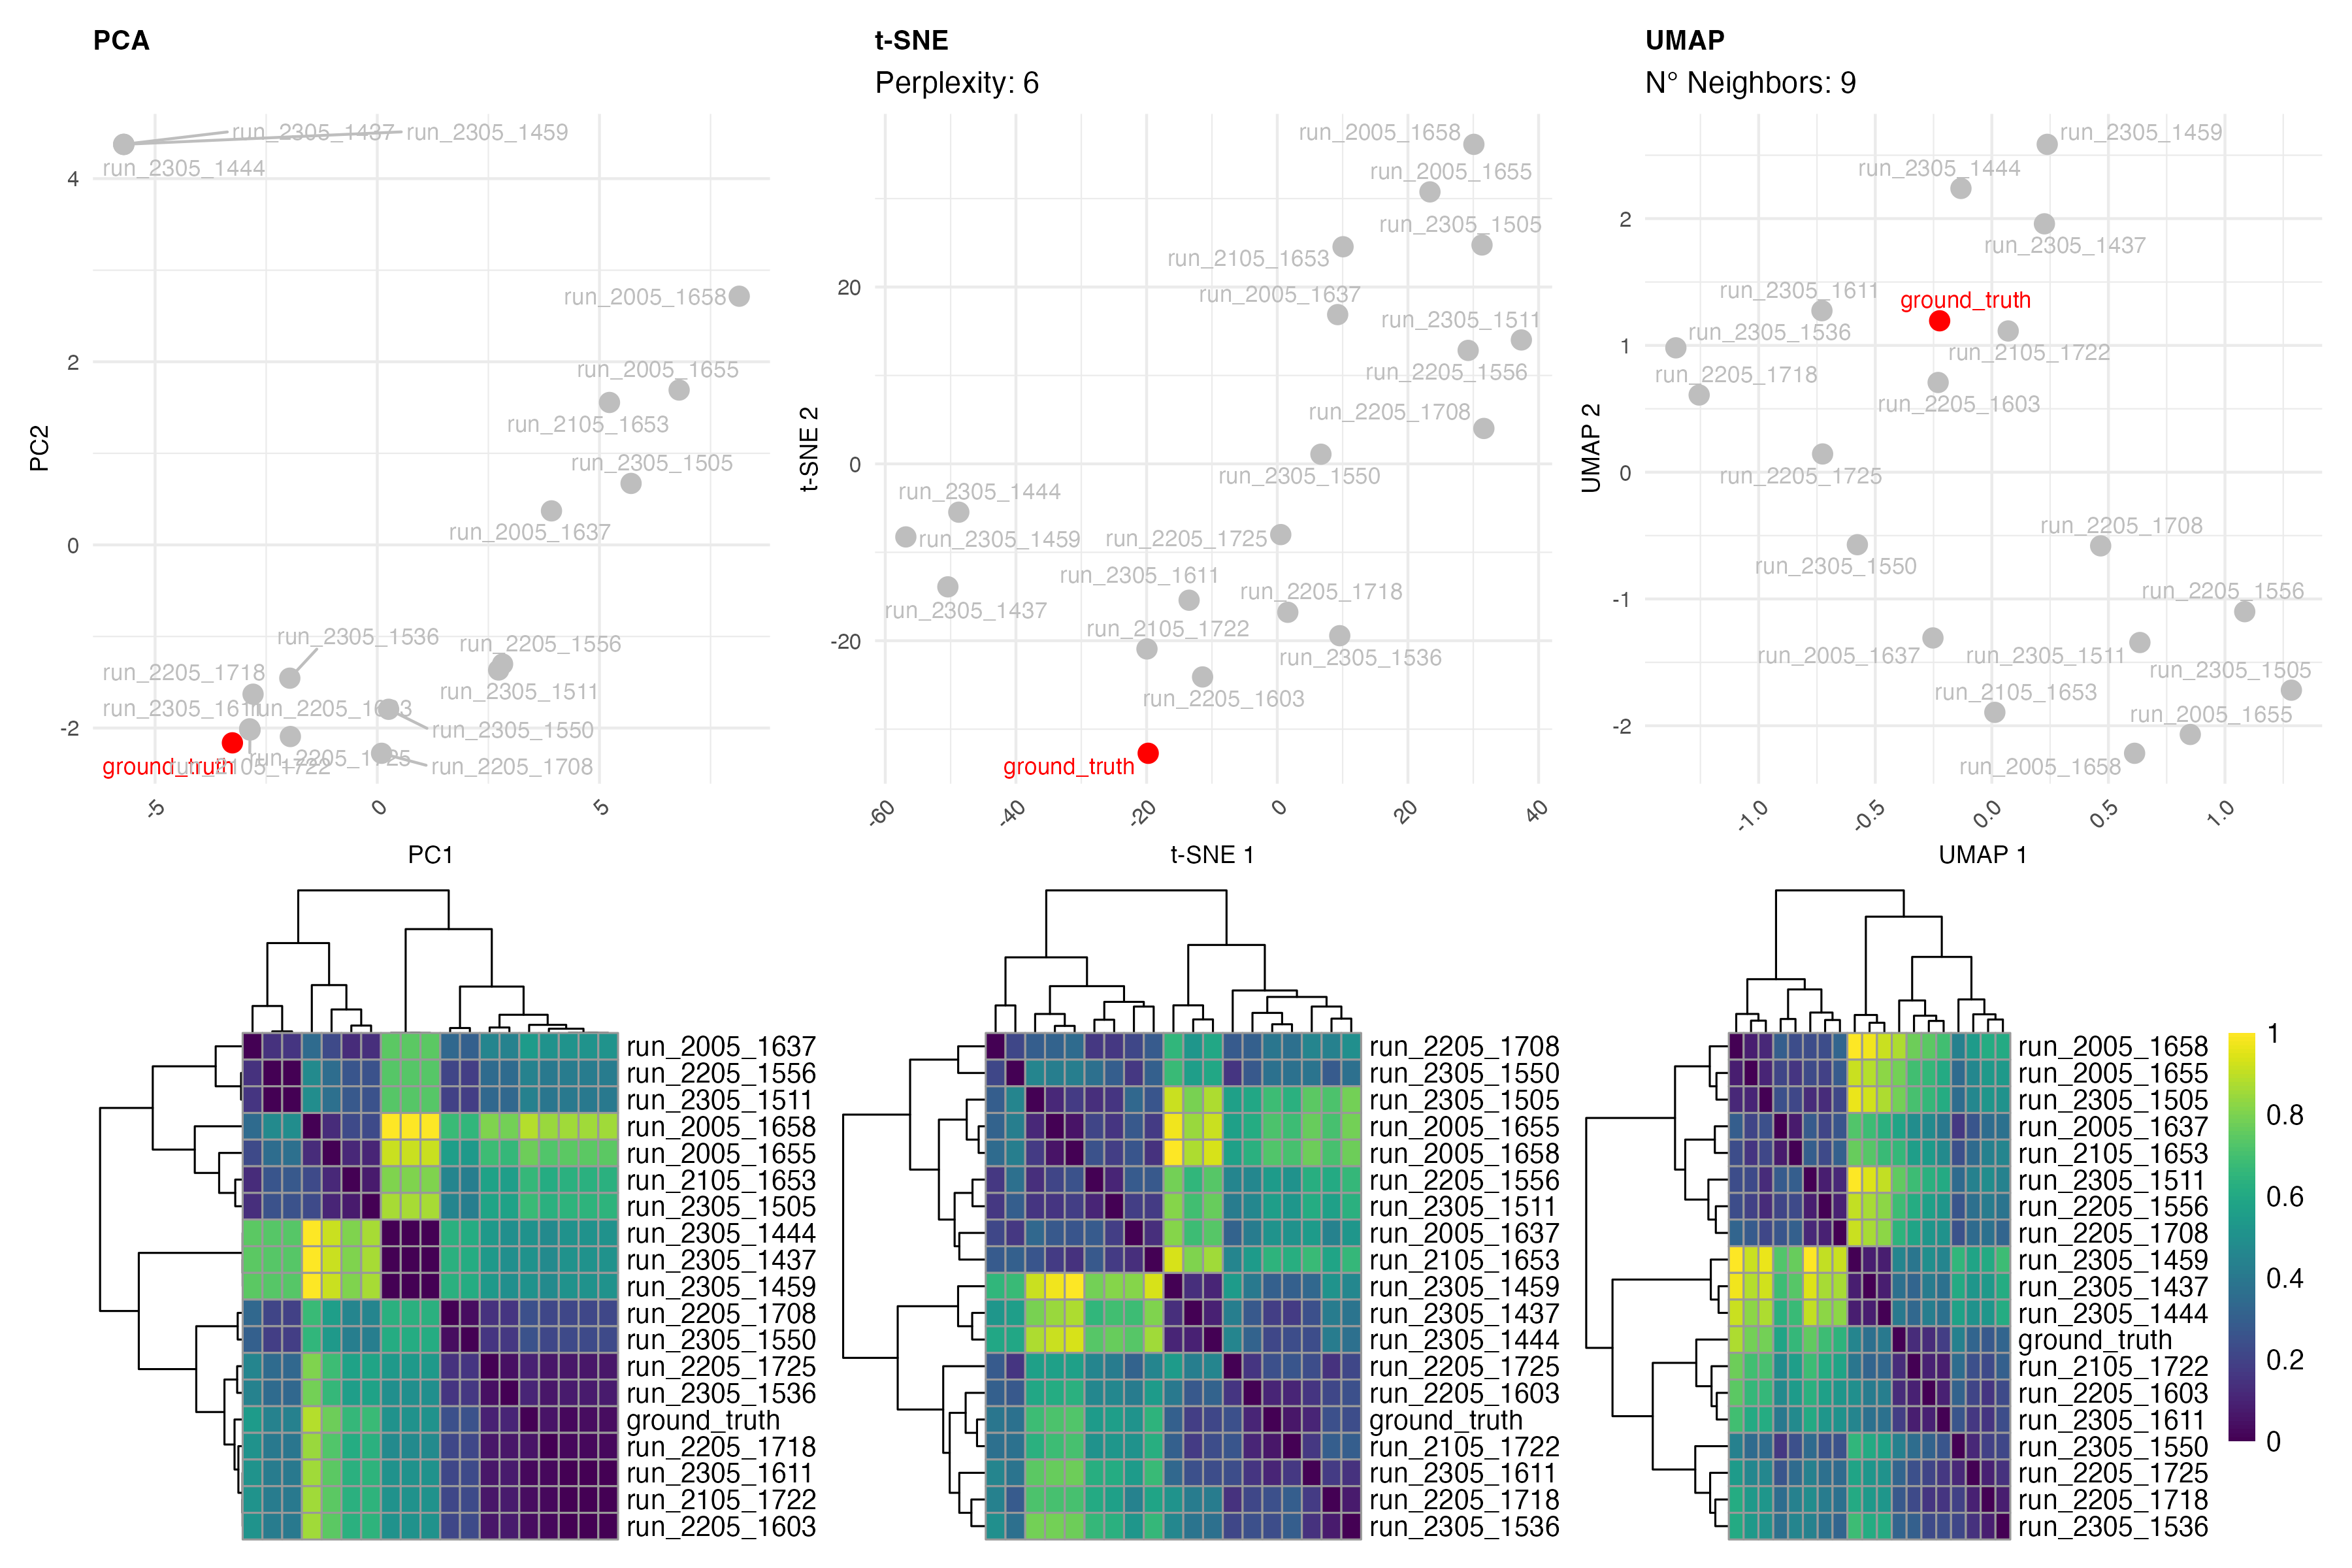 PCA
run_2305_1437
run_2305_1459
run_2305_1444
run_2005_1658
run_2005_1655
run_2105_1653
run_2305_1505
run_2005_1637
run_2305_1536
run_2205_1556
run_2205_1718
run_2305_1511
run_2305_1611
run_2205_1603
run_2305_1550
run_2205_1725
ground_truth
run_2105_1722
run_2205_1708
4
2
0
-2
PC2
-5
0
5
PC1
t-SNE
Perplexity: 6
run_2005_1658
run_2005_1655
run_2305_1505
run_2105_1653
run_2005_1637
run_2305_1511
run_2205_1556
run_2205_1708
run_2305_1550
run_2305_1444
run_2305_1459
run_2205_1725
run_2305_1611
run_2205_1718
run_2305_1437
run_2105_1722
run_2305_1536
run_2205_1603
ground_truth
20
0
-20
t-SNE 2
-60
-40
-20
0
20
40
t-SNE 1
UMAP
N° Neighbors: 9
run_2305_1459
run_2305_1444
run_2305_1437
run_2305_1611
ground_truth
run_2305_1536
run_2105_1722
run_2205_1718
run_2205_1603
run_2205_1725
run_2205_1708
run_2305_1550
run_2205_1556
run_2005_1637
run_2305_1511
run_2305_1505
run_2105_1653
run_2005_1655
run_2005_1658
2
1
0
-1
-2
UMAP 2
-1.0
-0.5
0.0
0.5
1.0
UMAP 1
run_2005_1637
run_2205_1556
run_2305_1511
run_2005_1658
run_2005_1655
run_2105_1653
run_2305_1505
run_2305_1444
run_2305_1437
run_2305_1459
run_2205_1708
run_2305_1550
run_2205_1725
run_2305_1536
ground_truth
run_2205_1718
run_2305_1611
run_2105_1722
run_2205_1603
run_2205_1708
run_2305_1550
run_2305_1505
run_2005_1655
run_2005_1658
run_2205_1556
run_2305_1511
run_2005_1637
run_2105_1653
run_2305_1459
run_2305_1437
run_2305_1444
run_2205_1725
run_2205_1603
ground_truth
run_2105_1722
run_2305_1611
run_2205_1718
run_2305_1536
run_2005_1658
run_2005_1655
run_2305_1505
run_2005_1637
run_2105_1653
run_2305_1511
run_2205_1556
run_2205_1708
run_2305_1459
run_2305_1437
run_2305_1444
ground_truth
run_2105_1722
run_2205_1603
run_2305_1611
run_2305_1550
run_2205_1725
run_2205_1718
run_2305_1536
1
0.8
0.6
0.4
0.2
0